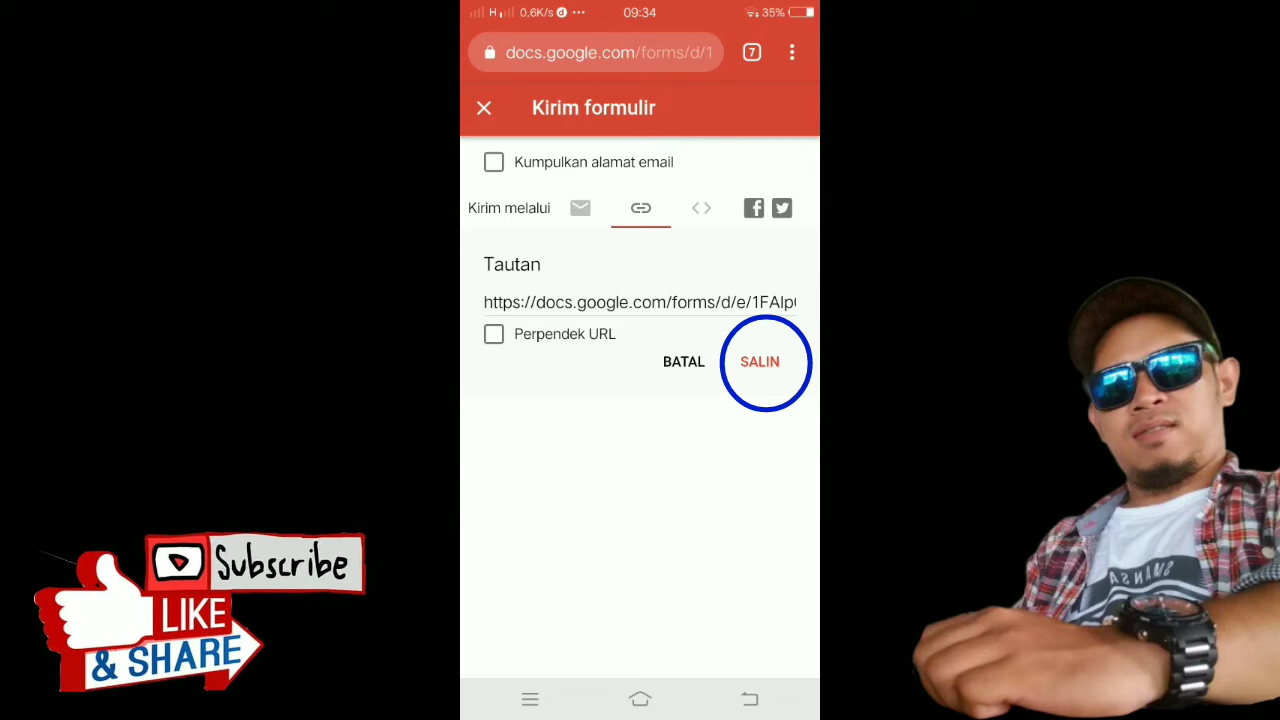 H 0,6K/s d ••• 09:34 35%
docs.google.com/forms/d/1 7
Kirim formulir
Kumpulkan alamat email
Kirim melalui
Tautan
https://docs.google.com/forms/d/e/1FAIp
Perpendek URL
BATAL SALIN
Subscribe
LIKE
& SHARE
SMANSA